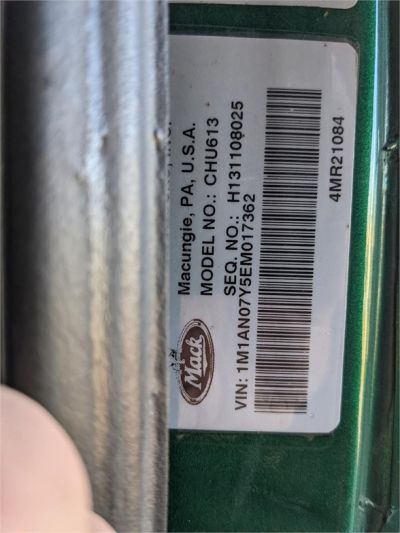 Mack
Macungie, PA, U.S.A.
MODEL NO.: CHU613
SEQ. NO.: H131108025
VIN: 1M1AN07Y5EM017362
4MR21084